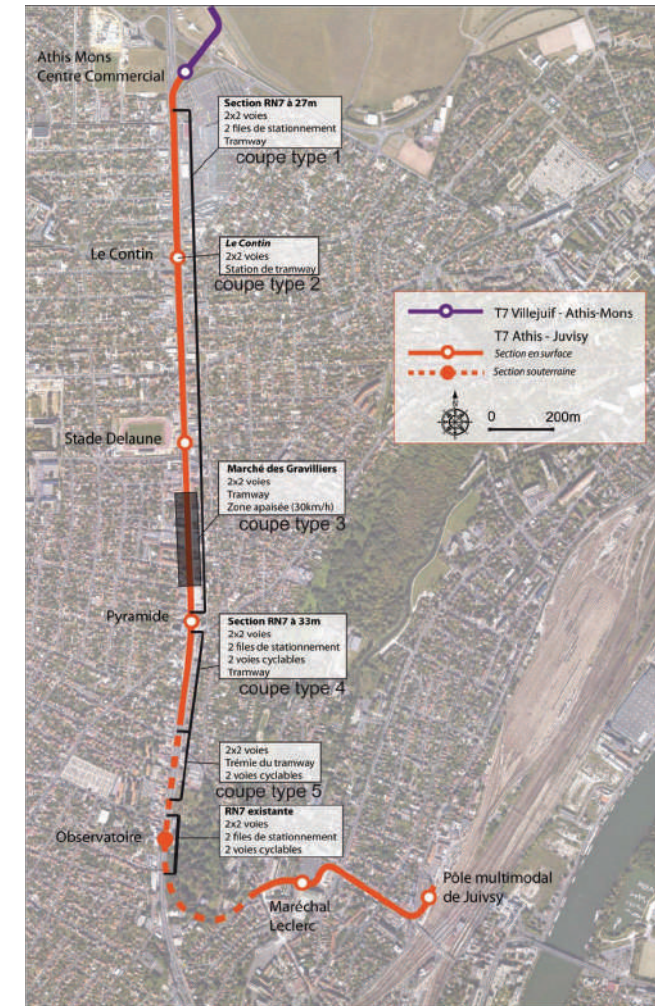 Athis Mons
Centre Commercial
Section RN7 à 27m
2x2 voies
2 files de stationnement
Tramway
coupe type 1
Le Contin
Le Contin
2x2 voies
Station de tramway
coupe type 2
T7 Villejuif - Athis-Mons
T7 Athis - Juvisy
Section en surface
Section souterraine
N
0 200m
Stade Delaune
Marché des Gravilliers
2x2 voies
Tramway
Zone apaisée (30km/h)
coupe type 3
Pyramide
Section RN7 à 33m
2x2 voies
2 files de stationnement
2 voies cyclables
Tramway
coupe type 4
2x2 voies
Trémie du tramway
2 voies cyclables
coupe type 5
Observatoire
RN7 existante
2x2 voies
2 files de stationnement
2 voies cyclables
Maréchal
Leclerc
Pôle multimodal
de Juivsy